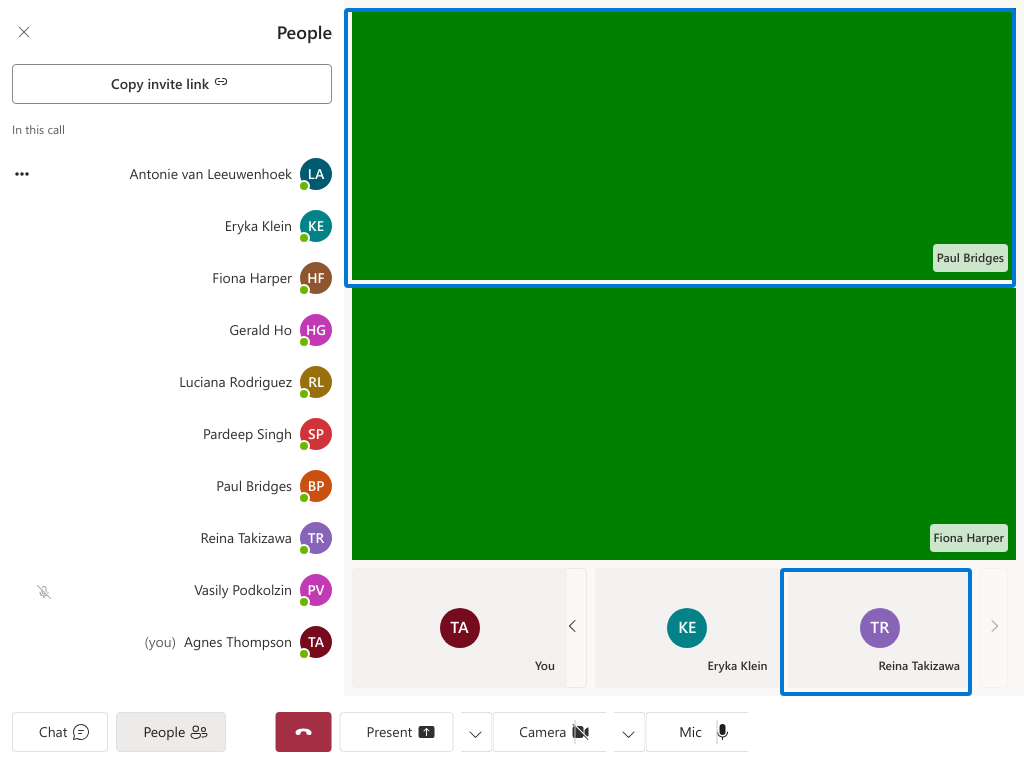 People
Copy invite link
In this call
Antonie van Leeuwenhoek LA
Eryka Klein KE
Fiona Harper HF
Gerald Ho HG
Luciana Rodriguez RL
Pardeep Singh SP
Paul Bridges BP
Reina Takizawa TR
Vasily Podkolzin PV
(you) Agnes Thompson TA
Paul Bridges
Fiona Harper
TA
You
KE
Eryka Klein
TR
Reina Takizawa
Chat
People
Present
Camera
Mic